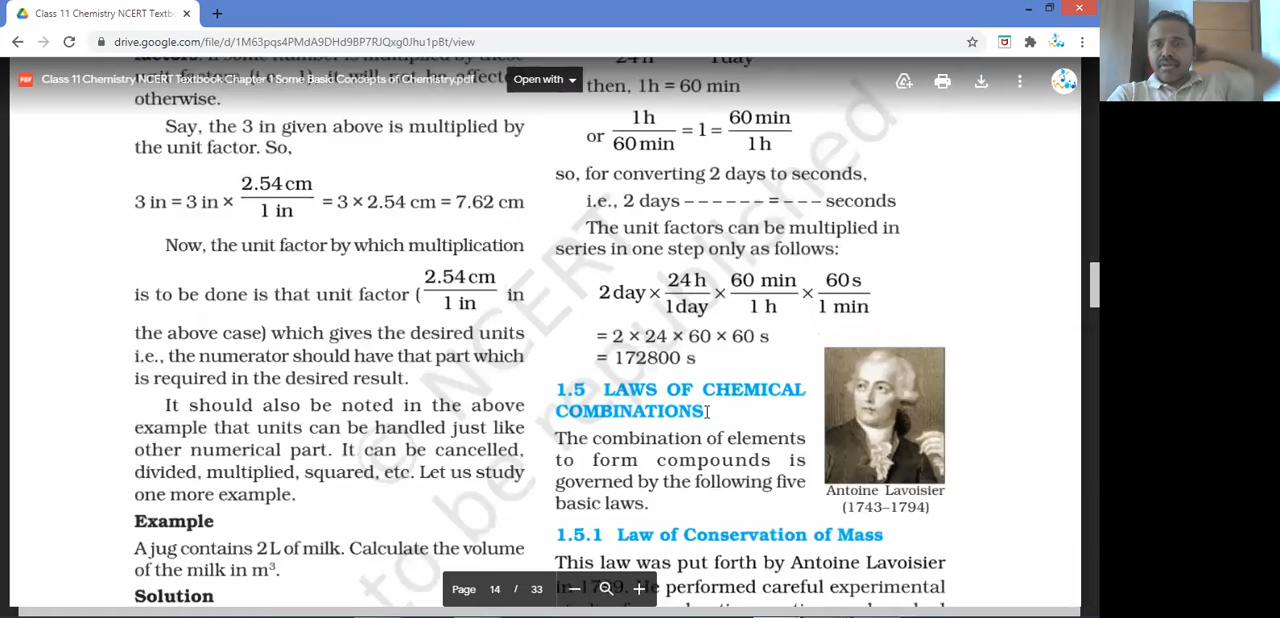 Class 11 Chemistry NCERT Textb
drive.google.com/file/d/1M63pqs4PMdA9DHd9BP7RJQxg0Jhu1pBt/view
PDF Class 11 Chemistry NCERT Textbook Chapter 1 Some Basic Concepts of Chemistry.pdf
Open with
otherwise.
Say, the 3 in given above is multiplied by
the unit factor. So,
3 in = 3 in × 2.54 cm / 1 in = 3 × 2.54 cm = 7.62 cm
Now, the unit factor by which multiplication
is to be done is that unit factor ( 2.54 cm / 1 in in
the above case) which gives the desired units
i.e., the numerator should have that part which
is required in the desired result.
It should also be noted in the above
example that units can be handled just like
other numerical part. It can be cancelled,
divided, multiplied, squared, etc. Let us study
one more example.
Example
A jug contains 2L of milk. Calculate the volume
of the milk in m³.
Solution
then, 1h = 60 min
or 1h / 60 min = 1 = 60 min / 1h
so, for converting 2 days to seconds,
i.e., 2 days – – – – – – = – – – seconds
The unit factors can be multiplied in
series in one step only as follows:
2 day × 24 h / 1 day × 60 min / 1 h × 60 s / 1 min
= 2 × 24 × 60 × 60 s
= 172800 s
1.5 LAWS OF CHEMICAL
COMBINATIONS
The combination of elements
to form compounds is
governed by the following five
basic laws.
Antoine Lavoisier
(1743–1794)
1.5.1 Law of Conservation of Mass
This law was put forth by Antoine Lavoisier
He performed careful experimental
Page 14 / 33
© NCERT
to be republished